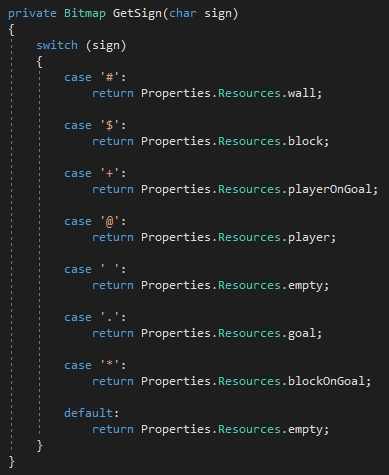 private Bitmap GetSign(char sign)
{
    switch (sign)
    {
        case '#':
            return Properties.Resources.wall;

        case '$':
            return Properties.Resources.block;

        case '+':
            return Properties.Resources.playerOnGoal;

        case '@':
            return Properties.Resources.player;

        case ' ':
            return Properties.Resources.empty;

        case '.':
            return Properties.Resources.goal;

        case '*':
            return Properties.Resources.blockOnGoal;

        default:
            return Properties.Resources.empty;
    }
}